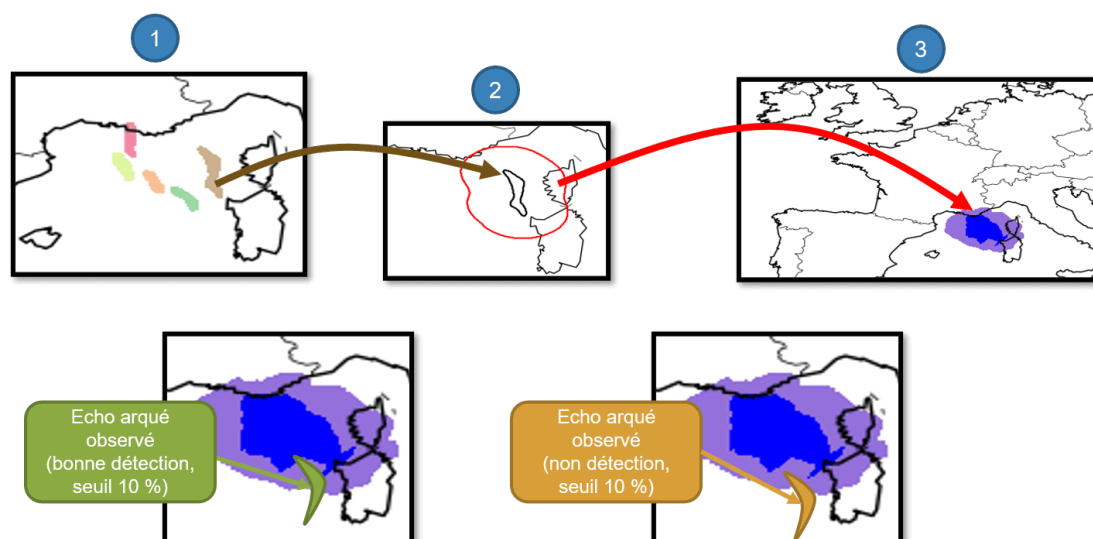 1
2
3
Echo arqué
observé
(bonne détection,
seuil 10 %)
Echo arqué
observé
(non détection,
seuil 10 %)